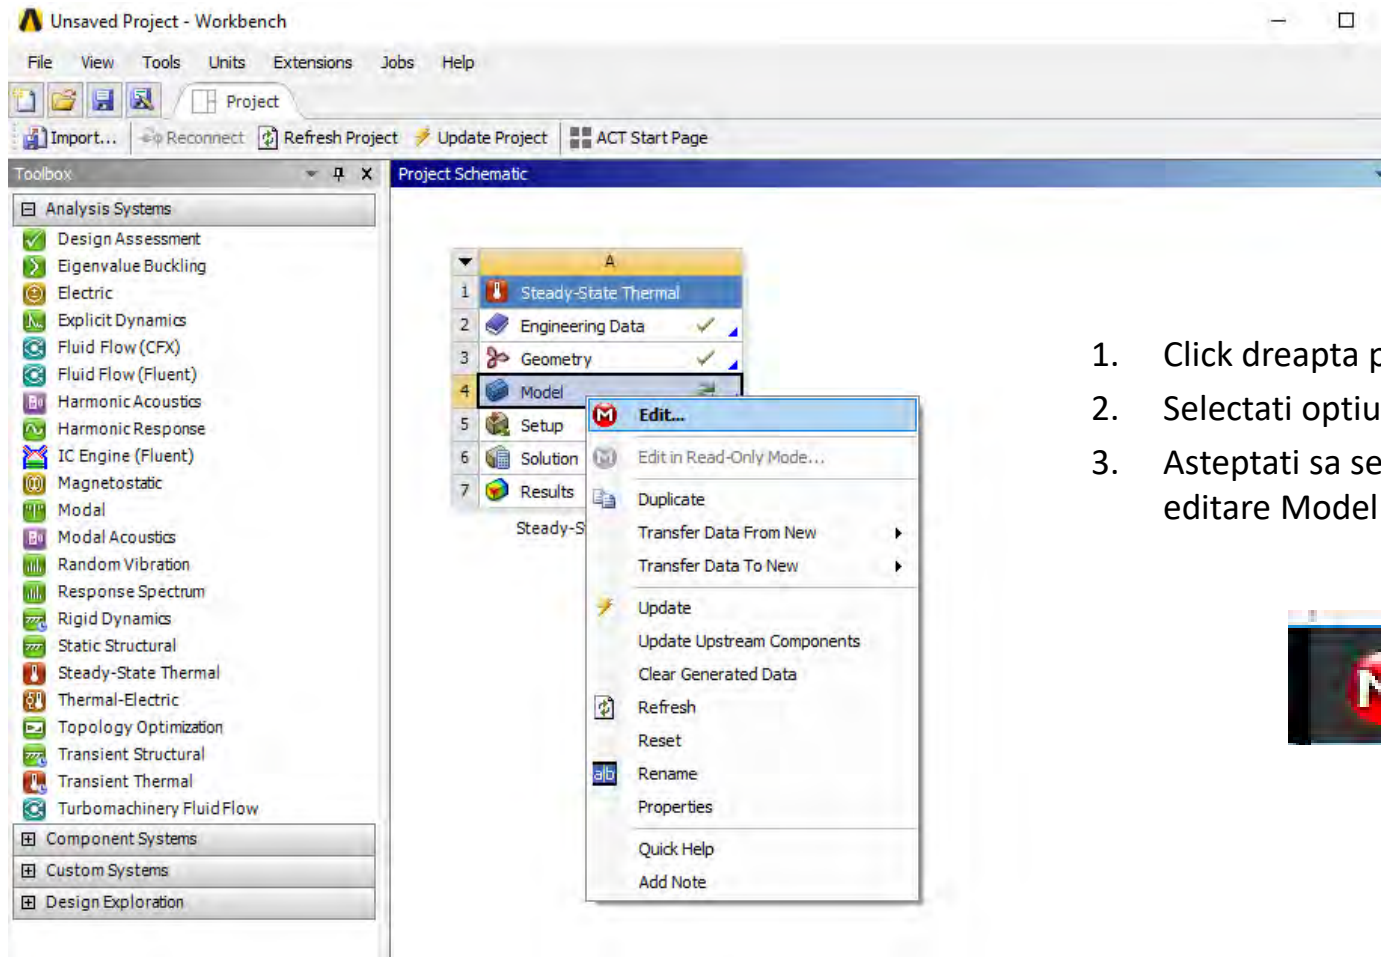 Unsaved Project - Workbench
File View Tools Units Extensions Jobs Help
Project
Import... Reconnect Refresh Project Update Project ACT Start Page
Toolbox
Project Schematic
Analysis Systems
Design Assessment
Eigenvalue Buckling
Electric
Explicit Dynamics
Fluid Flow (CFX)
Fluid Flow (Fluent)
Harmonic Acoustics
Harmonic Response
IC Engine (Fluent)
Magnetostatic
Modal
Modal Acoustics
Random Vibration
Response Spectrum
Rigid Dynamics
Static Structural
Steady-State Thermal
Thermal-Electric
Topology Optimization
Transient Structural
Transient Thermal
Turbomachinery Fluid Flow
Component Systems
Custom Systems
Design Exploration
A
1 Steady-State Thermal
2 Engineering Data
3 Geometry
4 Model
5 Setup
6 Solution
7 Results
Steady-S
Edit...
Edit in Read-Only Mode...
Duplicate
Transfer Data From New
Transfer Data To New
Update
Update Upstream Components
Clear Generated Data
Refresh
Reset
a|b Rename
Properties
Quick Help
Add Note
1. Click dreapta p
2. Selectati optiu
3. Asteptati sa se
editare Model
M